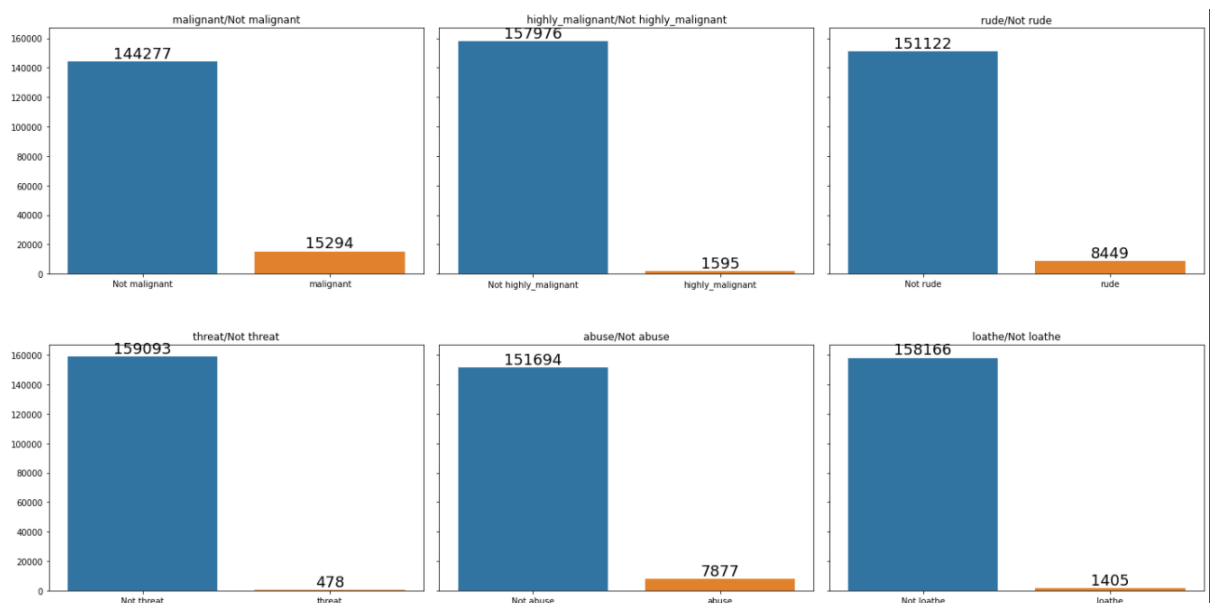 malignant/Not malignant
highly_malignant/Not highly_malignant
rude/Not rude
160000
140000
120000
100000
80000
60000
40000
20000
0
144277
15294
157976
1595
151122
8449
Not malignant
malignant
Not highly_malignant
highly_malignant
Not rude
rude
threat/Not threat
abuse/Not abuse
loathe/Not loathe
160000
140000
120000
100000
80000
60000
40000
20000
0
159093
478
151694
7877
158166
1405
Not threat
threat
Not abuse
abuse
Not loathe
loathe